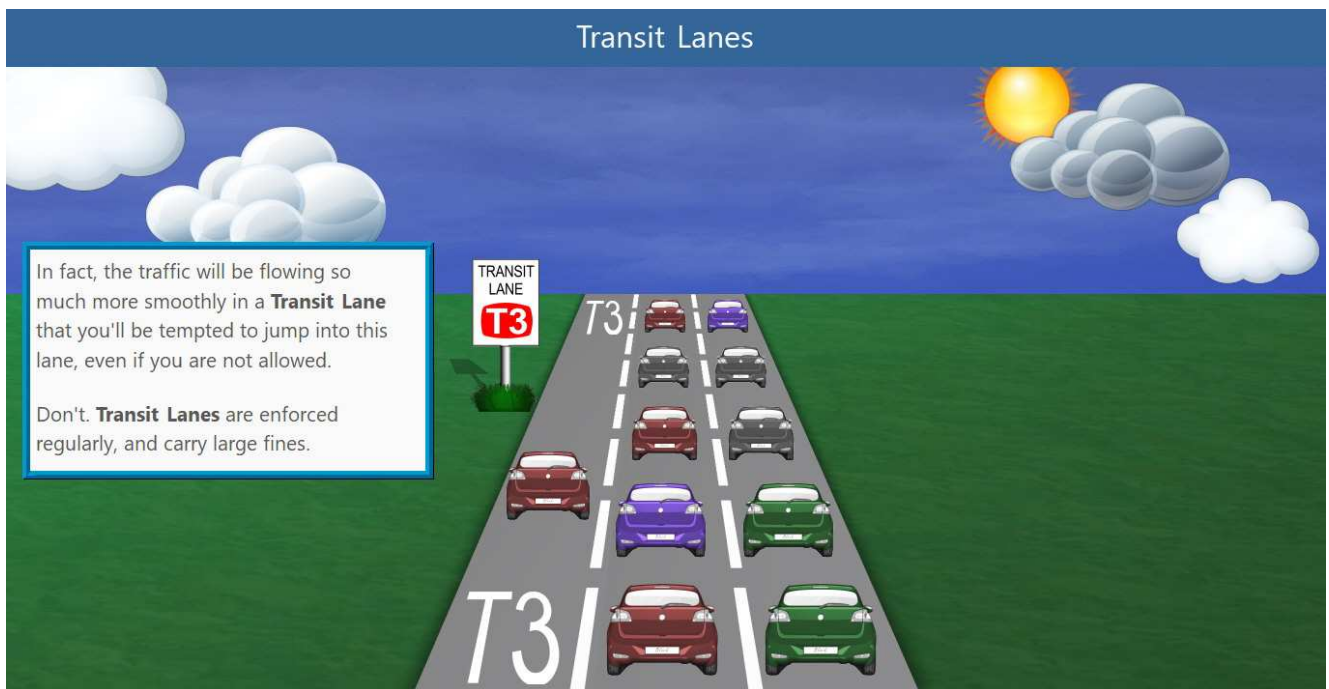 Transit Lanes
In fact, the traffic will be flowing so
much more smoothly in a Transit Lane
that you'll be tempted to jump into this
lane, even if you are not allowed.
Don't. Transit Lanes are enforced
regularly, and carry large fines.
TRANSIT
LANE
T3
T3
T3